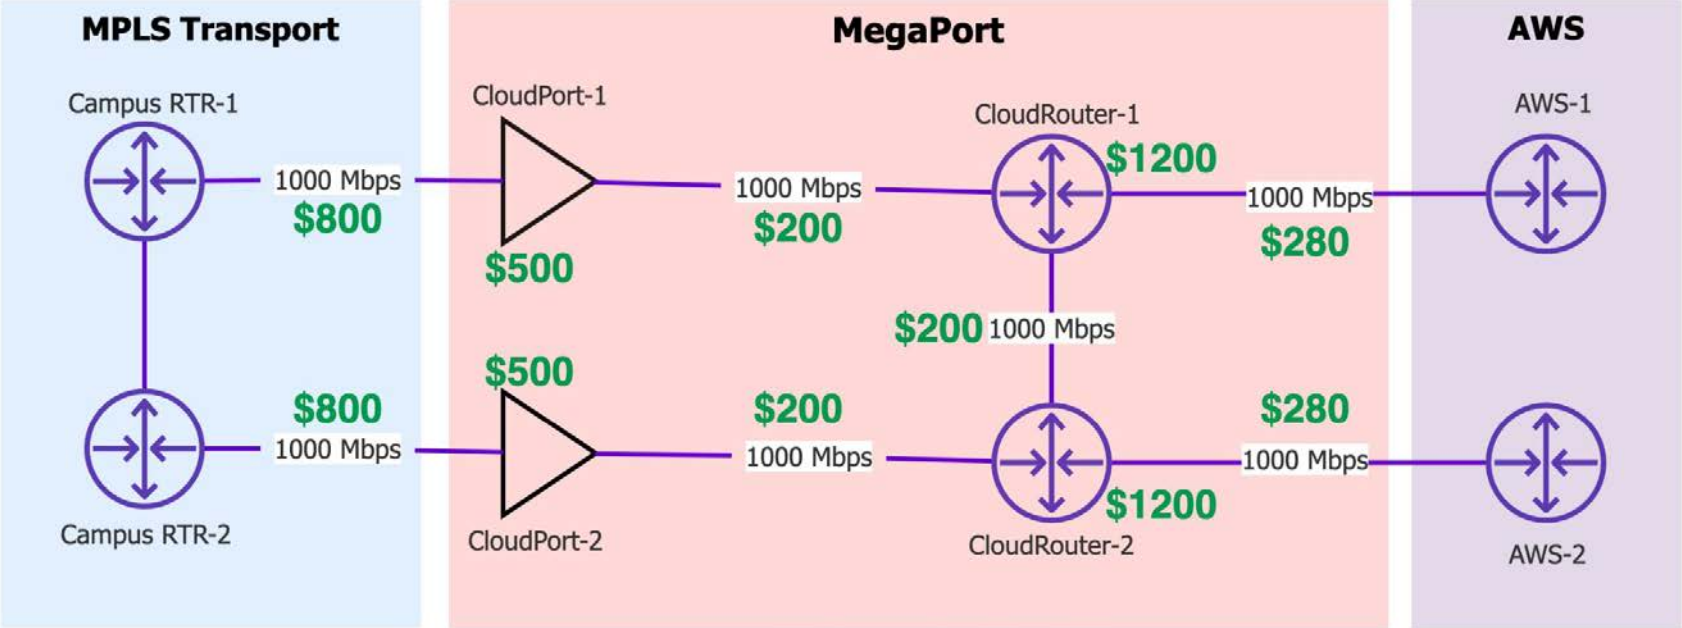 MPLS Transport
MegaPort
AWS
Campus RTR-1
CloudPort-1
CloudRouter-1
AWS-1
1000 Mbps
$800
$500
1000 Mbps
$200
$1200
1000 Mbps
$280
$200 1000 Mbps
$800
1000 Mbps
$500
$200
1000 Mbps
$280
1000 Mbps
$1200
Campus RTR-2
CloudPort-2
CloudRouter-2
AWS-2